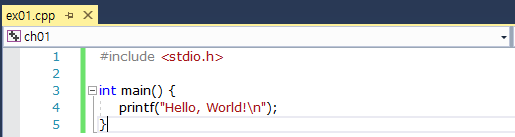 ex01.cpp
ch01
1 #include <stdio.h>
2
3 int main() {
4 printf("Hello, World!\n");
5 }